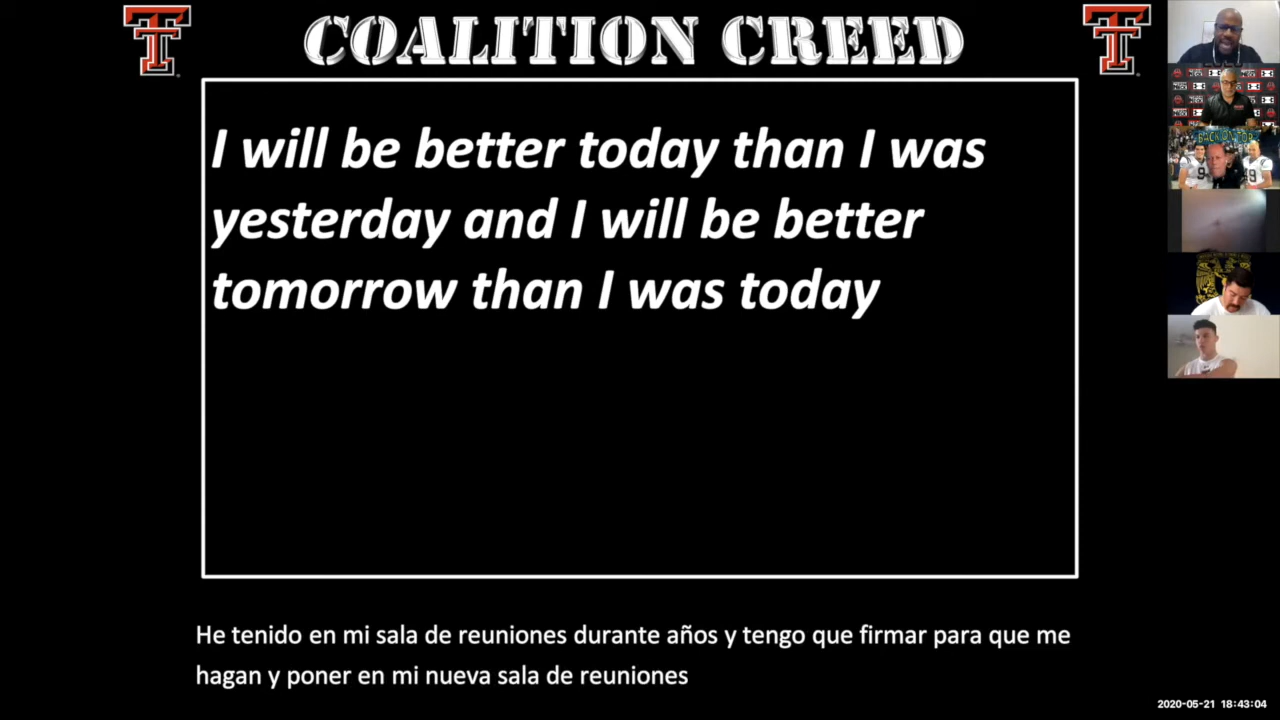 COALITION CREED
I will be better today than I was
yesterday and I will be better
tomorrow than I was today
He tenido en mi sala de reuniones durante años y tengo que firmar para que me
hagan y poner en mi nueva sala de reuniones
2020-05-21 18:43:04